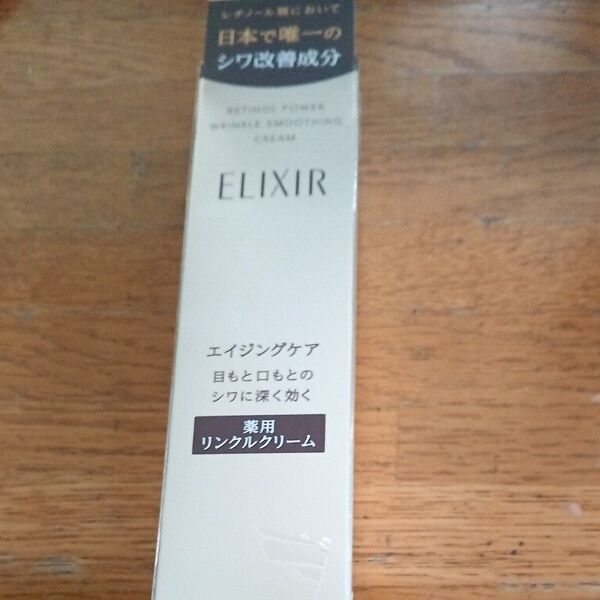 レチノール類において
日本で唯一の
シワ改善成分
RETINOL POWER
WRINKLE SMOOTHING
CREAM
ELIXIR
エイジングケア
目もと口もとの
シワに深く効く
薬用
リンクルクリーム